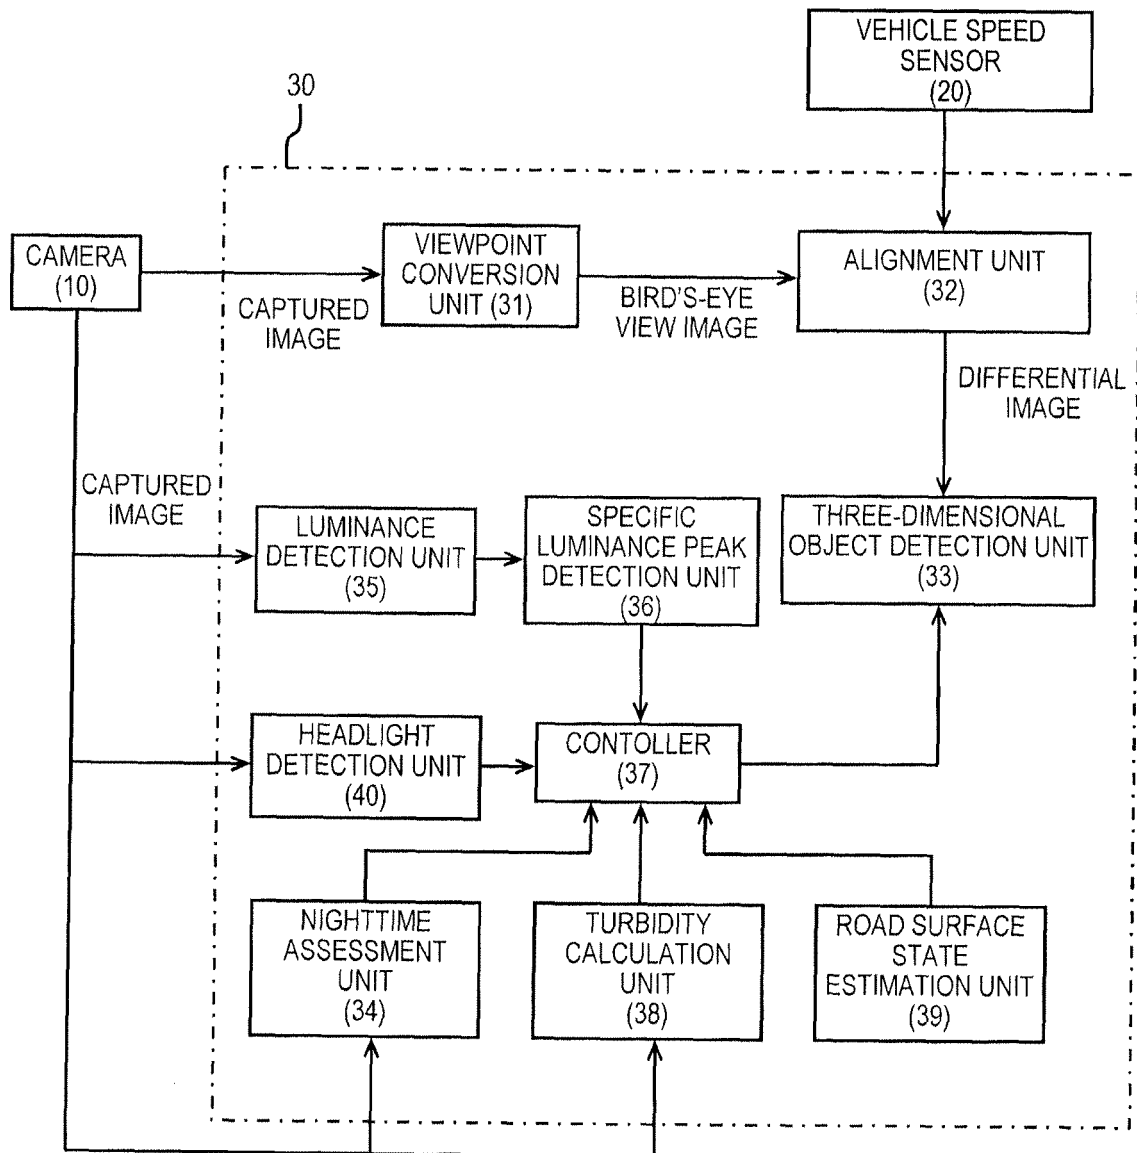 VEHICLE SPEED
SENSOR
(20)
30
CAMERA
(10)
VIEWPOINT
CONVERSION
UNIT (31)
ALIGNMENT UNIT
(32)
CAPTURED
IMAGE
BIRD'S-EYE
VIEW IMAGE
DIFFERENTIAL
IMAGE
CAPTURED
IMAGE
LUMINANCE
DETECTION UNIT
(35)
SPECIFIC
LUMINANCE PEAK
DETECTION UNIT
(36)
THREE-DIMENSIONAL
OBJECT DETECTION UNIT
(33)
HEADLIGHT
DETECTION UNIT
(40)
CONTOLLER
(37)
NIGHTTIME
ASSESSMENT
UNIT
(34)
TURBIDITY
CALCULATION
UNIT
(38)
ROAD SURFACE
STATE
ESTIMATION UNIT
(39)